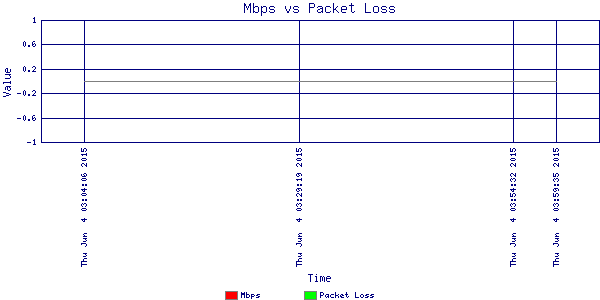 Mbps vs Packet Loss
1
0.6
0.2
-0.2
-0.6
-1
Value
Thu Jun 4 03:04:06 2015
Thu Jun 4 03:29:19 2015
Thu Jun 4 03:54:32 2015
Thu Jun 4 03:59:35 2015
Time
Mbps
Packet Loss